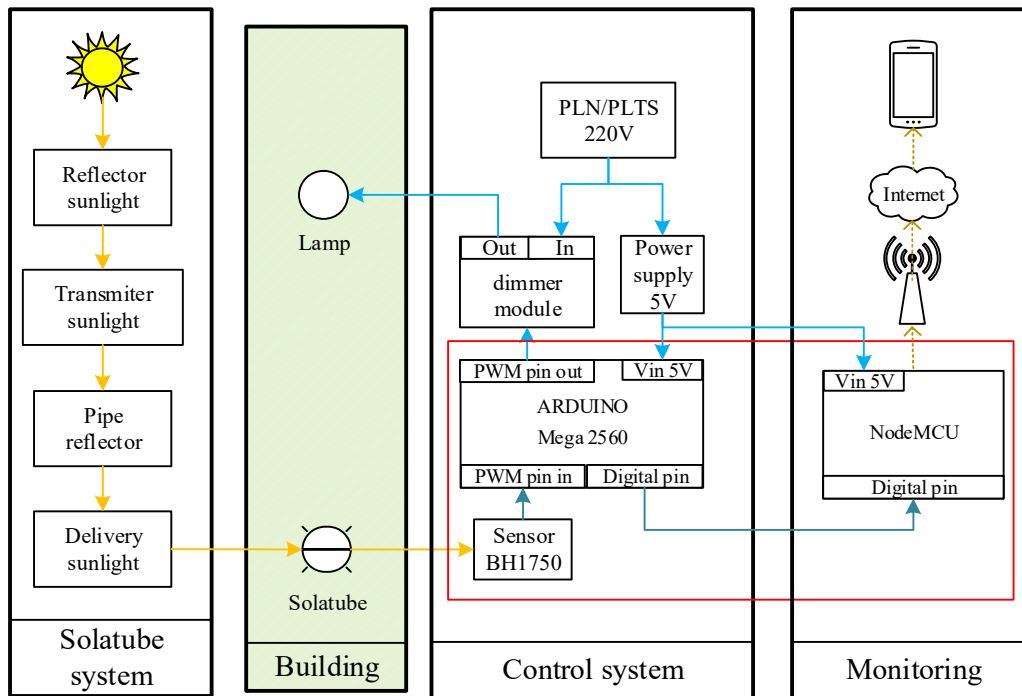 Reflector
sunlight
Transmiter
sunlight
Pipe
reflector
Delivery
sunlight
Solatube
system
Lamp
Solatube
Building
PLN/PLTS
220V
Out
In
dimmer
module
Power
supply
5V
PWM pin out
Vin 5V
ARDUINO
Mega 2560
PWM pin in
Digital pin
Sensor
BH1750
Control system
Internet
Vin 5V
NodeMCU
Digital pin
Monitoring